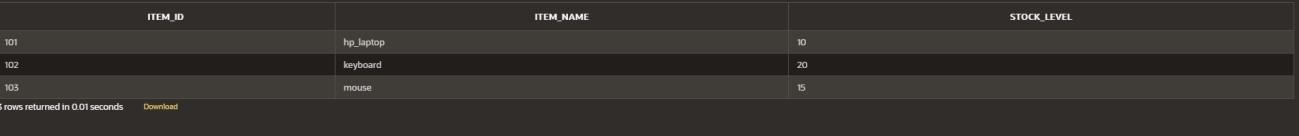 ITEM_ID ITEM_NAME STOCK_LEVEL
101 hp_laptop 10
102 keyboard 20
103 mouse 15
3 rows returned in 0.01 seconds Download